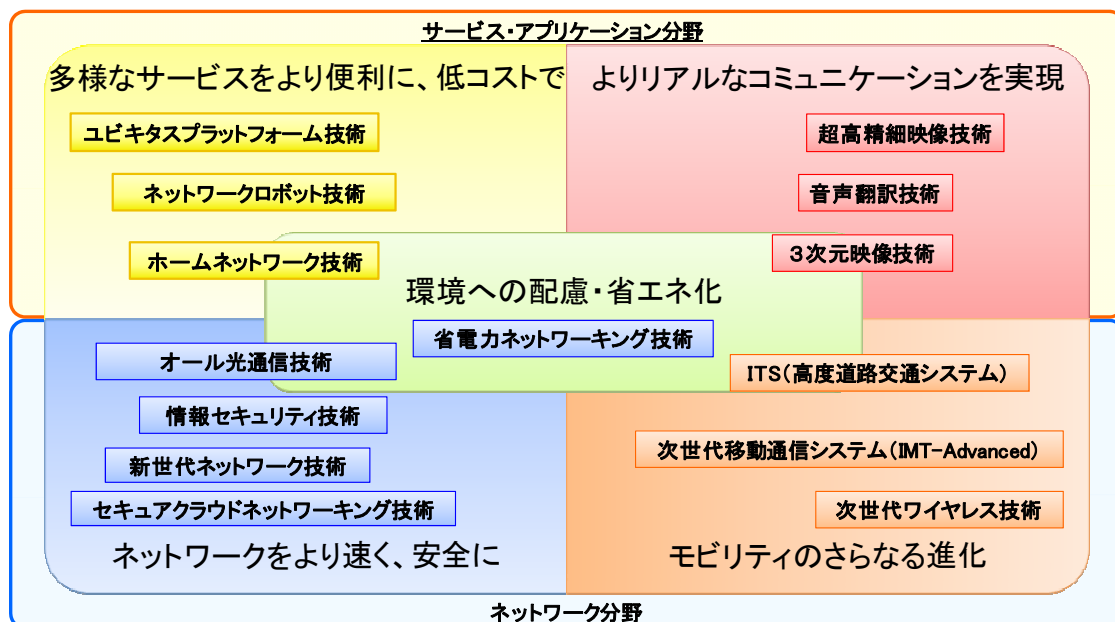 サービス・アプリケーション分野
多様なサービスをより便利に、低コストで
よりリアルなコミュニケーションを実現
ユビキタスプラットフォーム技術
超高精細映像技術
ネットワークロボット技術
音声翻訳技術
ホームネットワーク技術
３次元映像技術
環境への配慮・省エネ化
省電力ネットワーキング技術
オール光通信技術
ITS（高度道路交通システム）
情報セキュリティ技術
次世代移動通信システム（IMT-Advanced）
新世代ネットワーク技術
セキュアクラウドネットワーキング技術
次世代ワイヤレス技術
ネットワークをより速く、安全に
モビリティのさらなる進化
ネットワーク分野